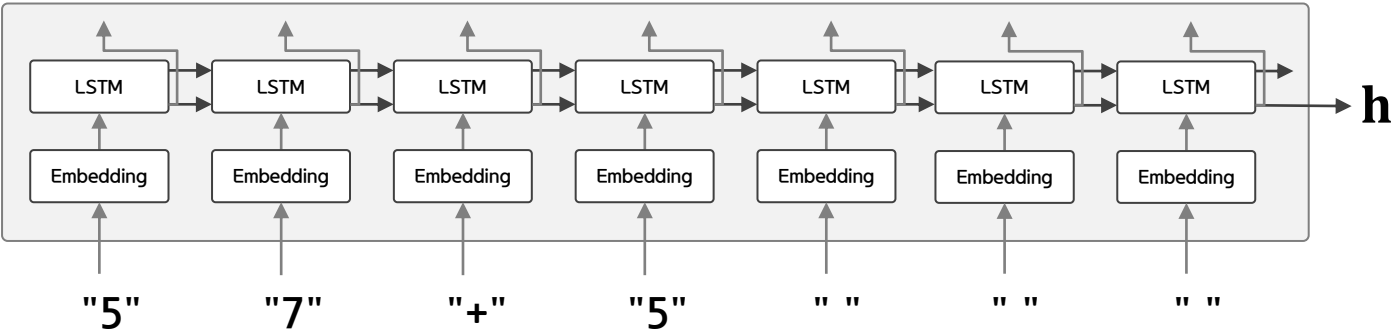 LSTM LSTM LSTM LSTM LSTM LSTM LSTM
h
Embedding Embedding Embedding Embedding Embedding Embedding Embedding
"5" "7" "+" "5" " " " " " "